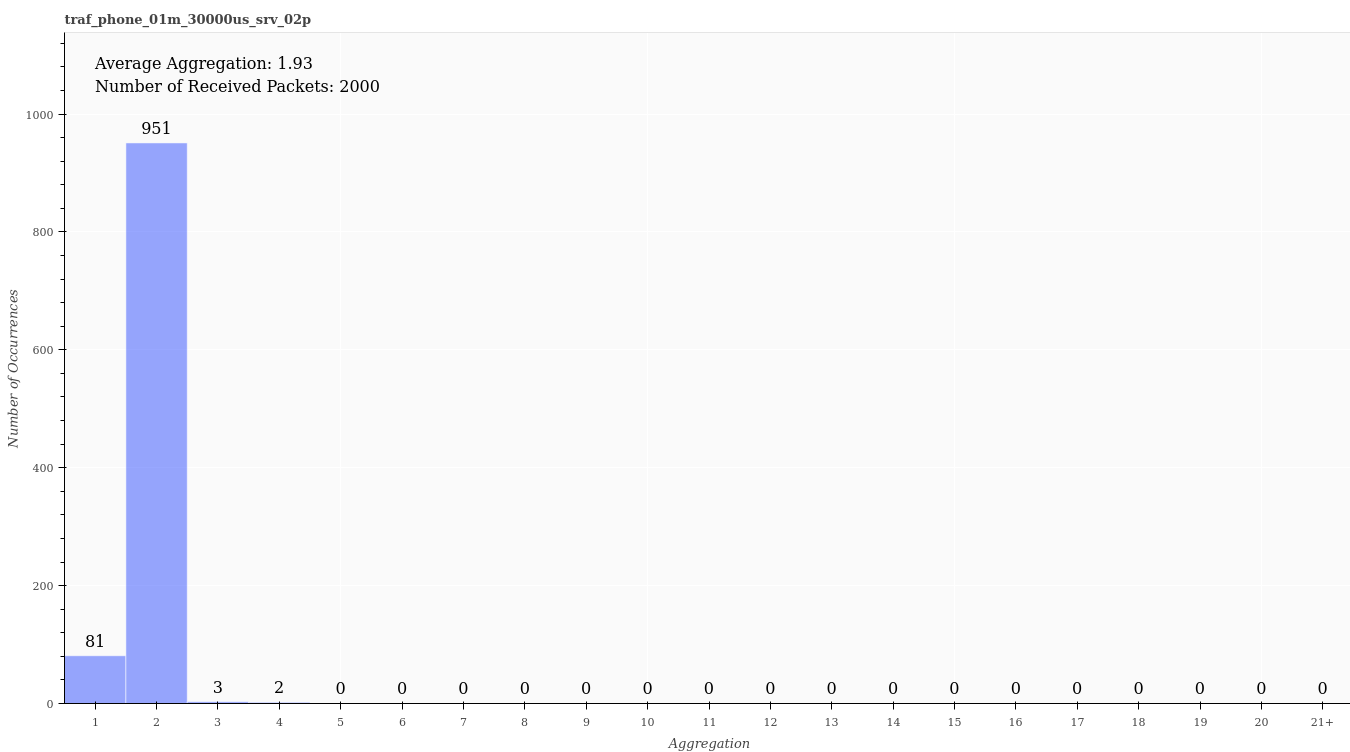 traf_phone_01m_30000us_srv_02p
Average Aggregation: 1.93
Number of Received Packets: 2000
1000
951
800
600
Number of Occurrences
400
200
81
3 2 0 0 0 0 0 0 0 0 0 0 0 0 0 0 0 0 0
0
1 2 3 4 5 6 7 8 9 10 11 12 13 14 15 16 17 18 19 20 21+
Aggregation